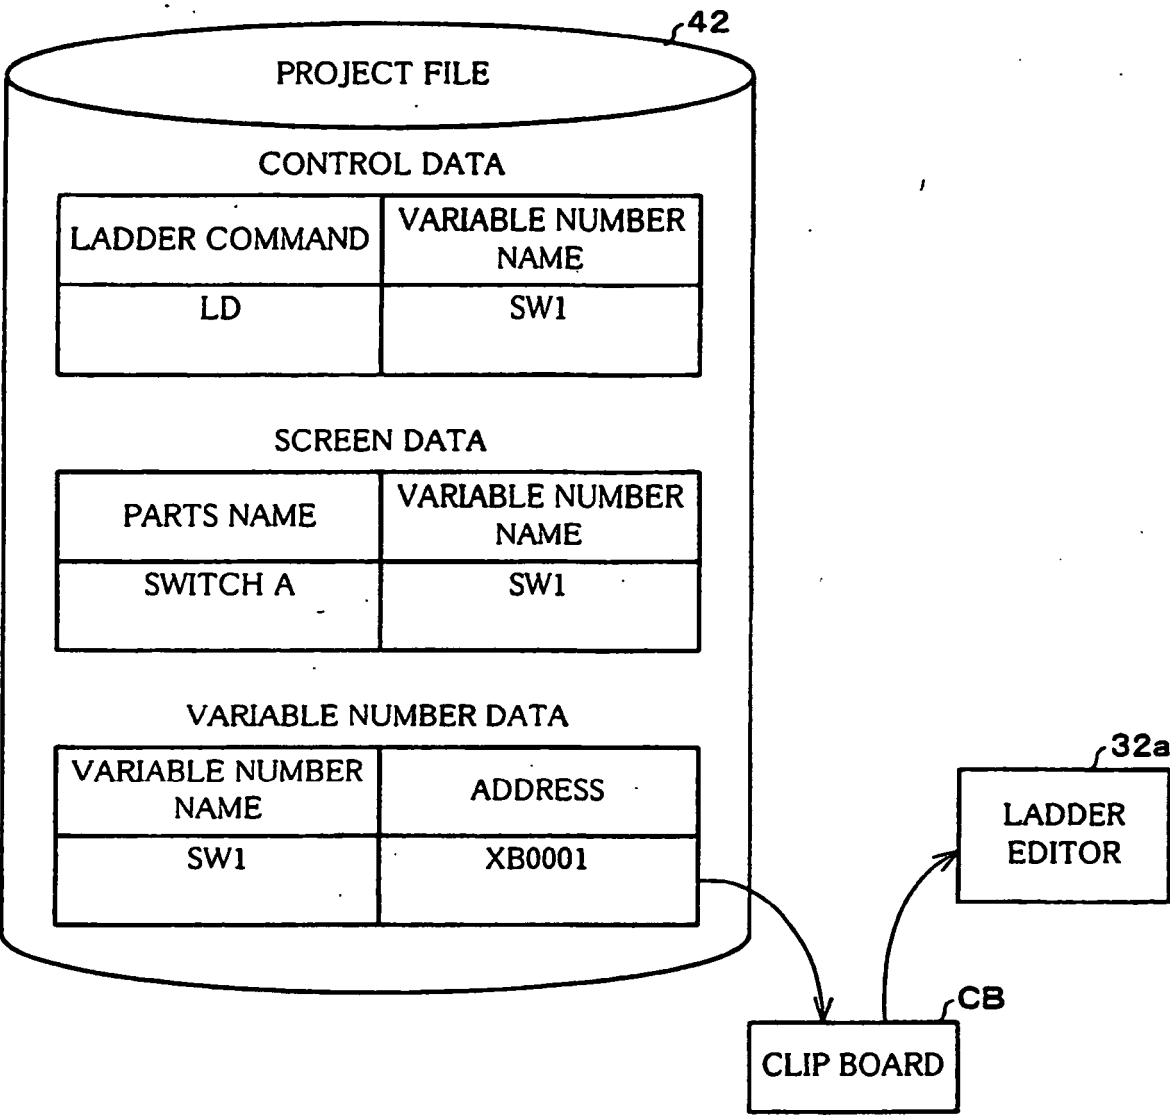 42
PROJECT FILE
CONTROL DATA
LADDER COMMAND
VARIABLE NUMBER
NAME
LD
SW1
SCREEN DATA
PARTS NAME
VARIABLE NUMBER
NAME
SWITCH A
SW1
VARIABLE NUMBER DATA
VARIABLE NUMBER
NAME
ADDRESS
SW1
XB0001
32a
LADDER
EDITOR
CB
CLIP BOARD